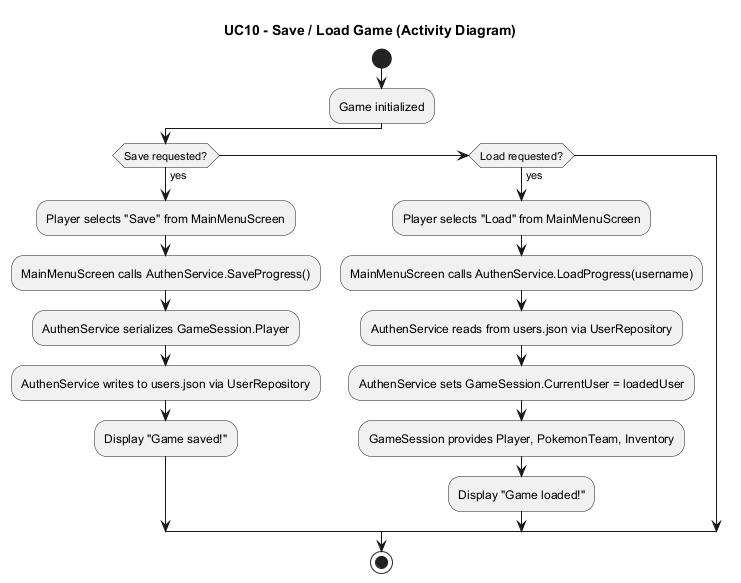 UC10 - Save / Load Game (Activity Diagram)
Game initialized
Save requested?
yes
Player selects "Save" from MainMenuScreen
MainMenuScreen calls AuthenService.SaveProgress()
AuthenService serializes GameSession.Player
AuthenService writes to users.json via UserRepository
Display "Game saved!"
Load requested?
yes
Player selects "Load" from MainMenuScreen
MainMenuScreen calls AuthenService.LoadProgress(username)
AuthenService reads from users.json via UserRepository
AuthenService sets GameSession.CurrentUser = loadedUser
GameSession provides Player, PokemonTeam, Inventory
Display "Game loaded!"